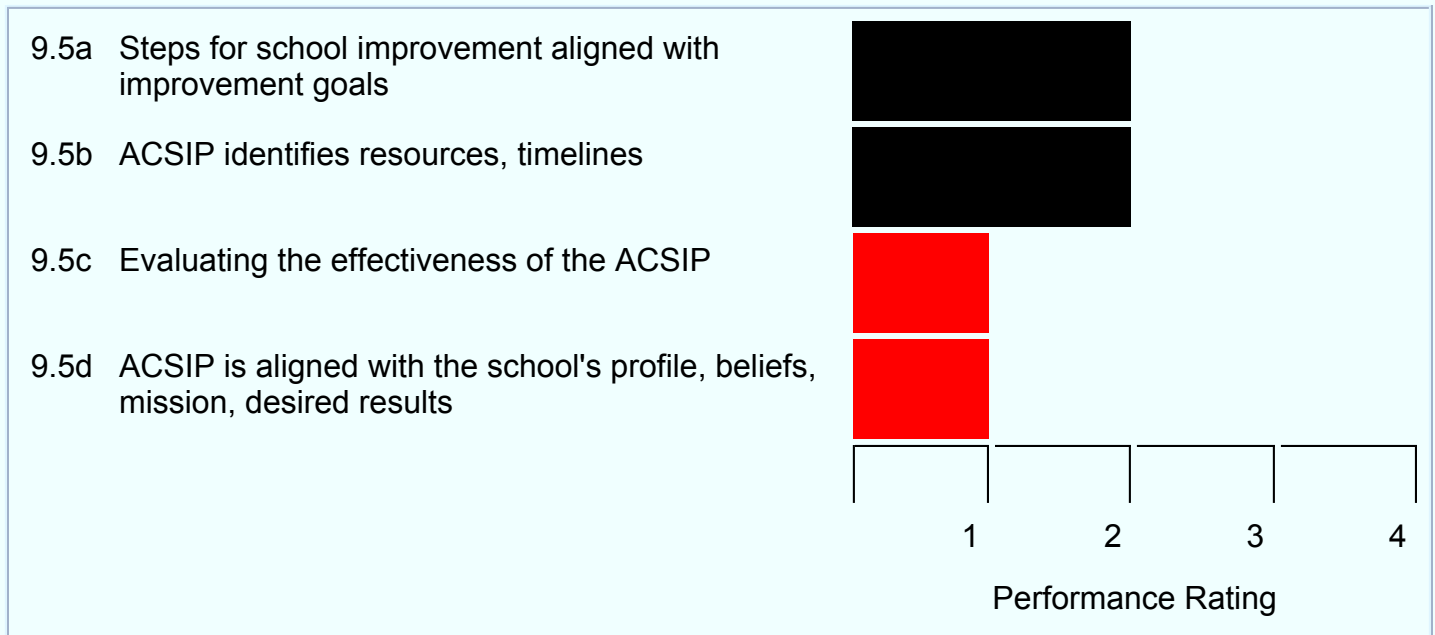 9.5a Steps for school improvement aligned with
improvement goals
9.5b ACSIP identifies resources, timelines
9.5c Evaluating the effectiveness of the ACSIP
9.5d ACSIP is aligned with the school's profile, beliefs,
mission, desired results
1 2 3 4
Performance Rating